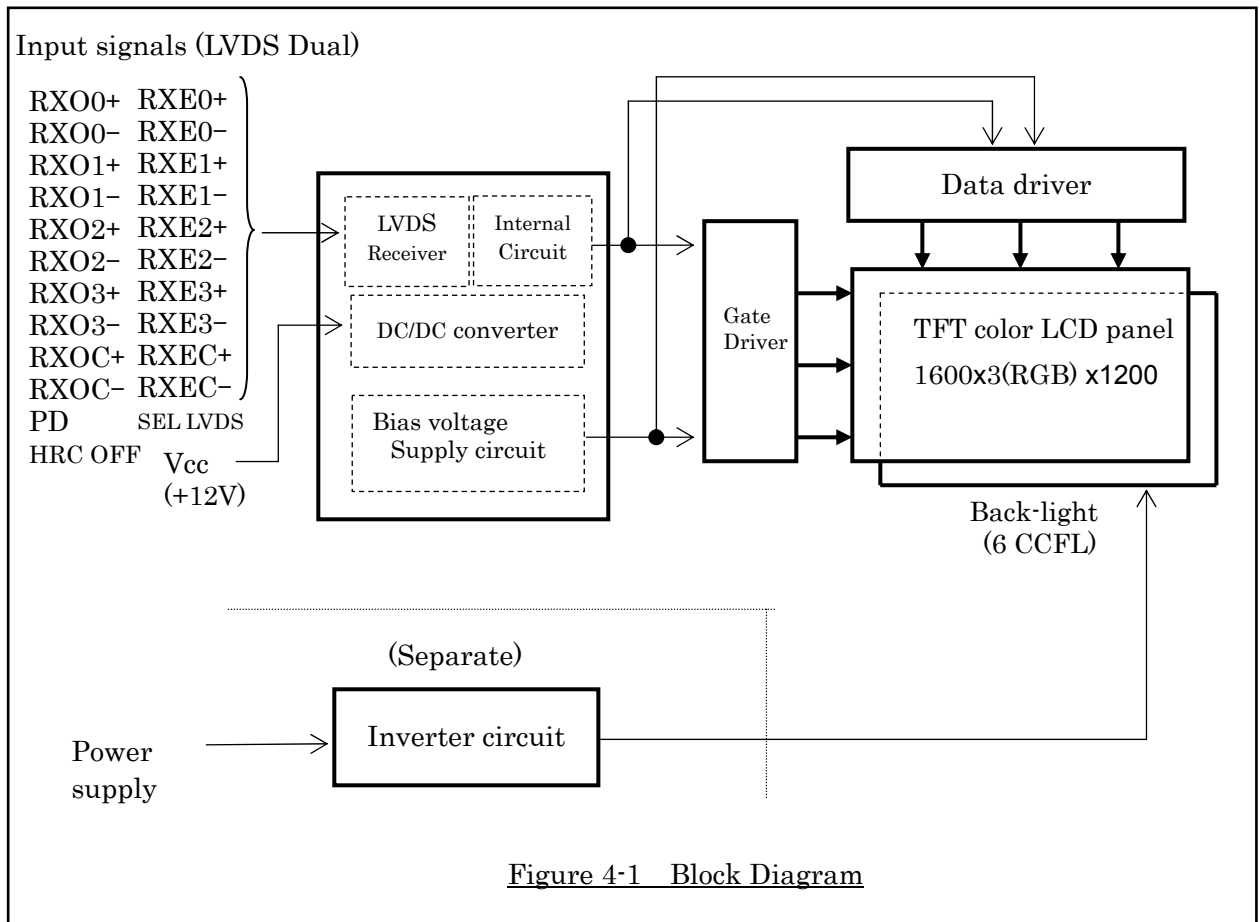 Input signals (LVDS Dual)
RXO0+ RXE0+
RXO0− RXE0−
RXO1+ RXE1+
RXO1− RXE1−
RXO2+ RXE2+
RXO2− RXE2−
RXO3+ RXE3+
RXO3− RXE3−
RXOC+ RXEC+
RXOC− RXEC−
PD SEL LVDS
HRC OFF
Vcc
(+12V)
LVDS
Receiver
Internal
Circuit
DC/DC converter
Bias voltage
Supply circuit
Gate
Driver
Data driver
TFT color LCD panel
1600x3(RGB) x1200
Back-light
(6 CCFL)
(Separate)
Inverter circuit
Power
supply
Figure 4-1 Block Diagram